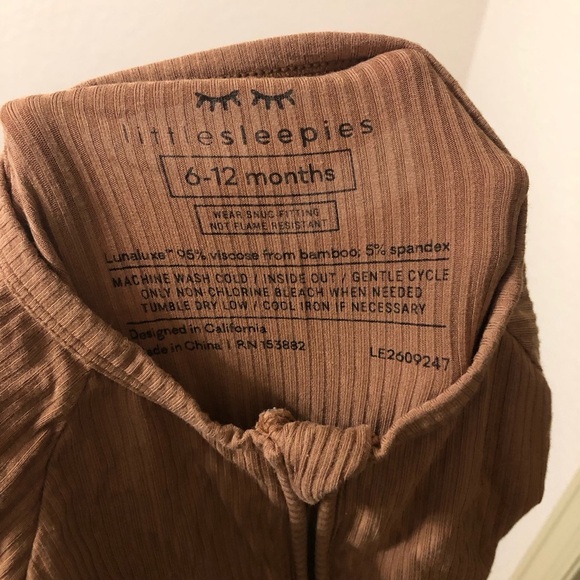 littlesleepies
6-12 months
WEAR SNUG FITTING
NOT FLAME RESISTANT
Lunaluxe™ 95% viscose from bamboo; 5% spandex
MACHINE WASH COLD / INSIDE OUT / GENTLE CYCLE
ONLY NON-CHLORINE BLEACH WHEN NEEDED
TUMBLE DRY LOW / COOL IRON IF NECESSARY
Designed in California
Made in China | RN 153882
LE2609247